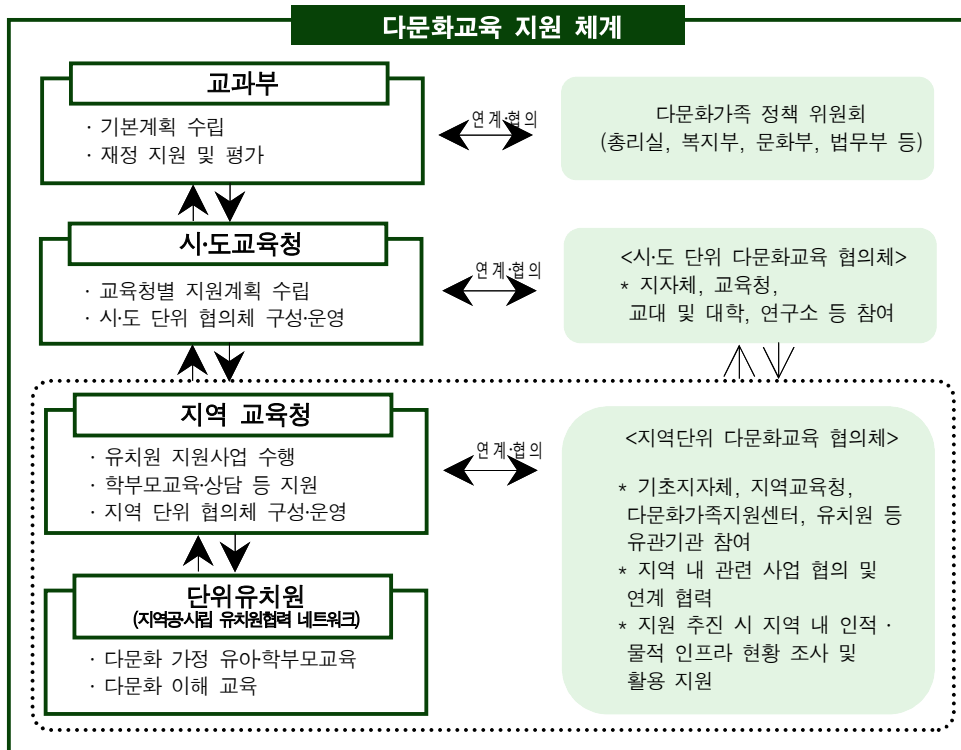 다문화교육 지원 체계
교과부
· 기본계획 수립
· 재정 지원 및 평가
연계·협의
다문화가족 정책 위원회
(총리실, 복지부, 문화부, 법무부 등)
시·도교육청
· 교육청별 지원계획 수립
· 시·도 단위 협의체 구성·운영
연계·협의
<시·도 단위 다문화교육 협의체>
* 지자체, 교육청,
교대 및 대학, 연구소 등 참여
지역 교육청
· 유치원 지원사업 수행
· 학부모교육·상담 등 지원
· 지역 단위 협의체 구성·운영
연계·협의
<지역단위 다문화교육 협의체>
* 기초지자체, 지역교육청,
다문화가족지원센터, 유치원 등
유관기관 참여
* 지역 내 관련 사업 협의 및
연계 협력
* 지원 추진 시 지역 내 인적·
물적 인프라 현황 조사 및
활용 지원
단위유치원
(지역공·사립 유치원협력 네트워크)
· 다문화 가정 유아·학부모교육
· 다문화 이해 교육